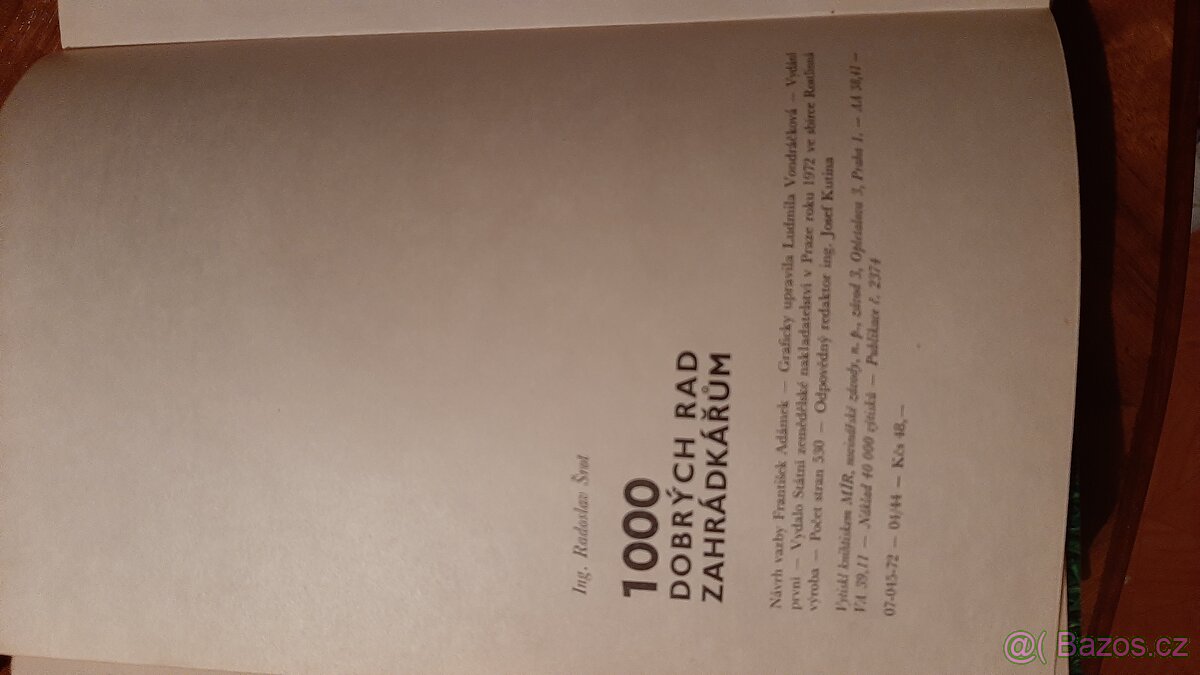 Ing. Radoslav Šrot
1000
DOBRÝCH RAD
ZAHRÁDKÁŘŮM
Návrh vazby František Adámek — Graficky upravila Ludmila Vondráčková — Vydání
první — Vydalo Státní zemědělské nakladatelství v Praze roku 1972 ve sbírce Rostlinná
výroba — Počet stran 530 — Odpovědný redaktor ing. Josef Kutina
Vytiskl knihtiskem MÍR, novinářské závody, n. p., závod 3, Opletalova 3, Praha 1. — AA 38,41 —
VA 39,11 — Náklad 40 000 výtisků — Publikace č. 2374
07-045-72 — 04/44 — Kčs 48,—
@( Bazos.cz